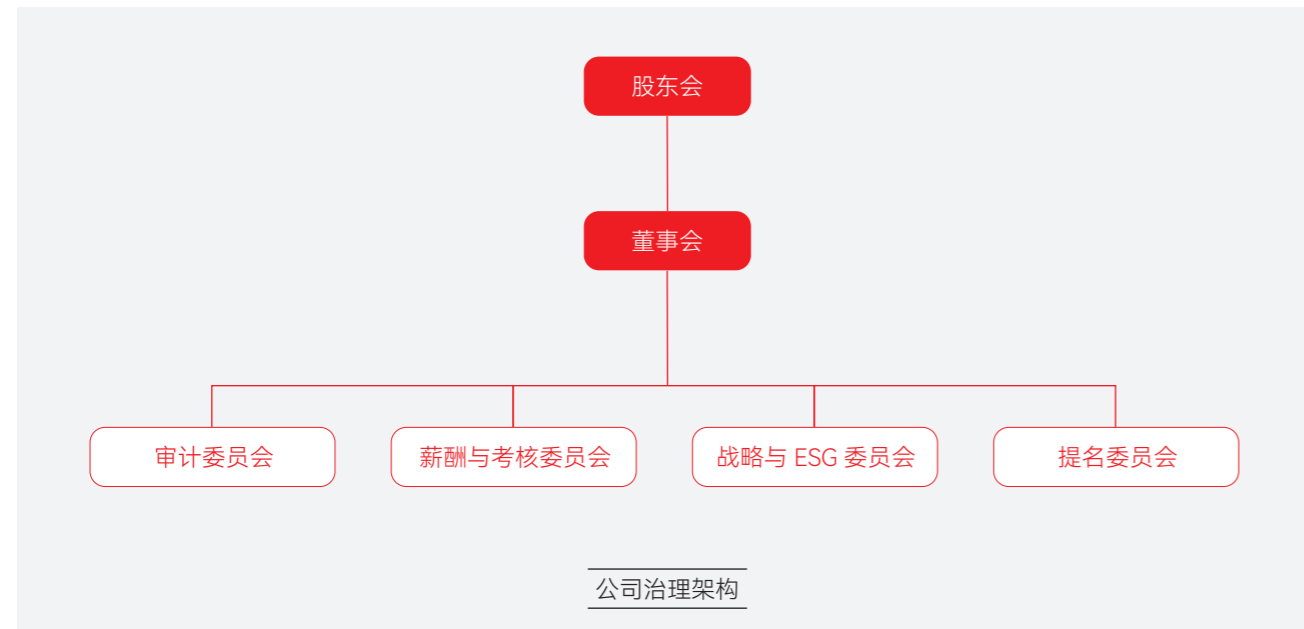 股东会
董事会
审计委员会
薪酬与考核委员会
战略与 ESG 委员会
提名委员会
公司治理架构